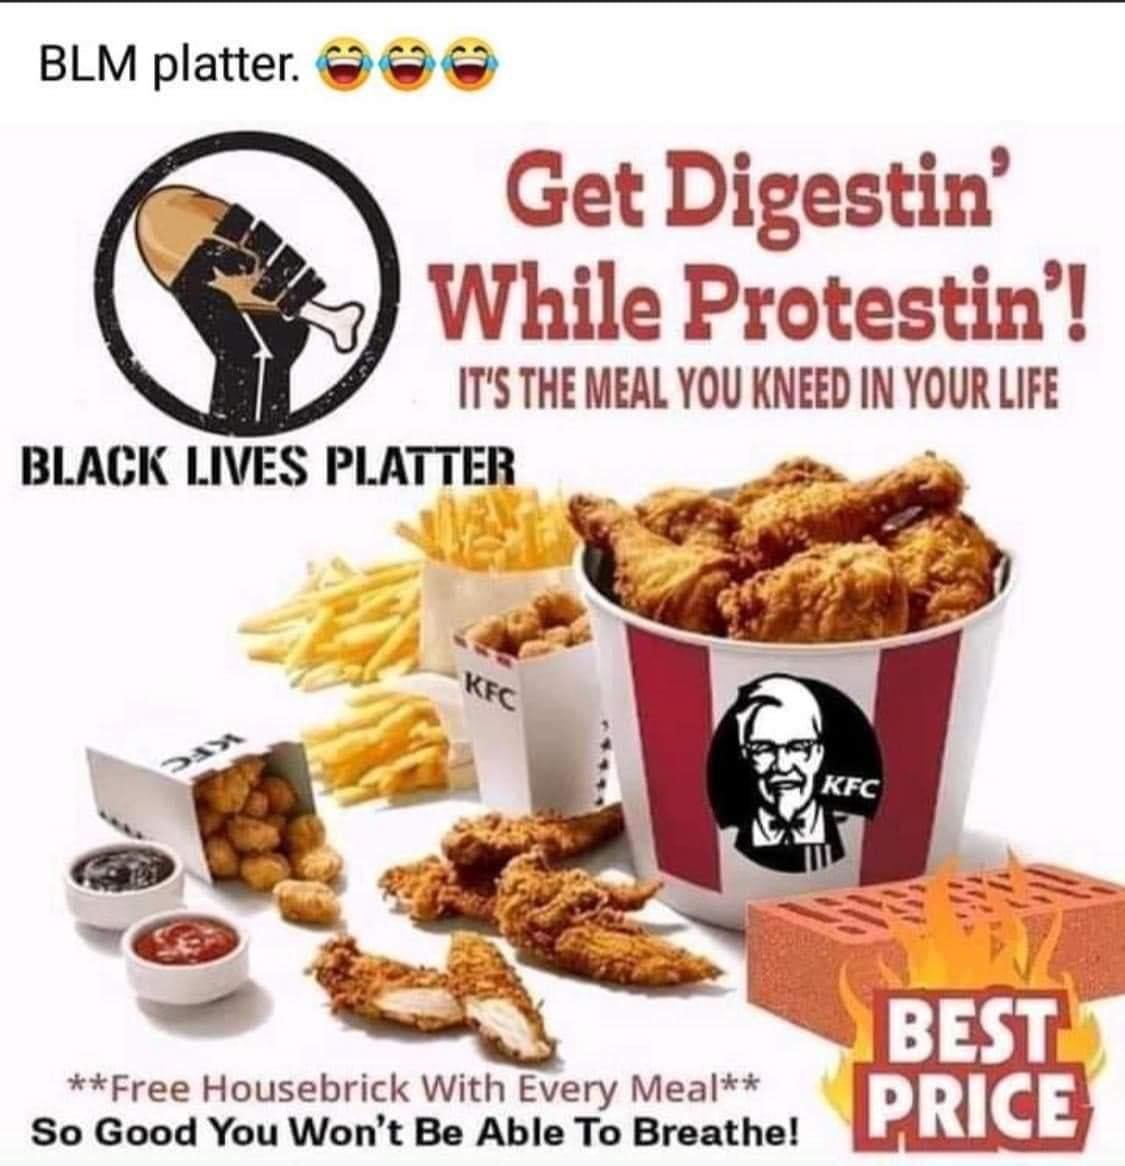 BLM platter. 😂😂😂
Get Digestin'
While Protestin'!
IT'S THE MEAL YOU KNEED IN YOUR LIFE
BLACK LIVES PLATTER
KFC
KFC
KFC
BEST
PRICE
**Free Housebrick With Every Meal**
So Good You Won't Be Able To Breathe!